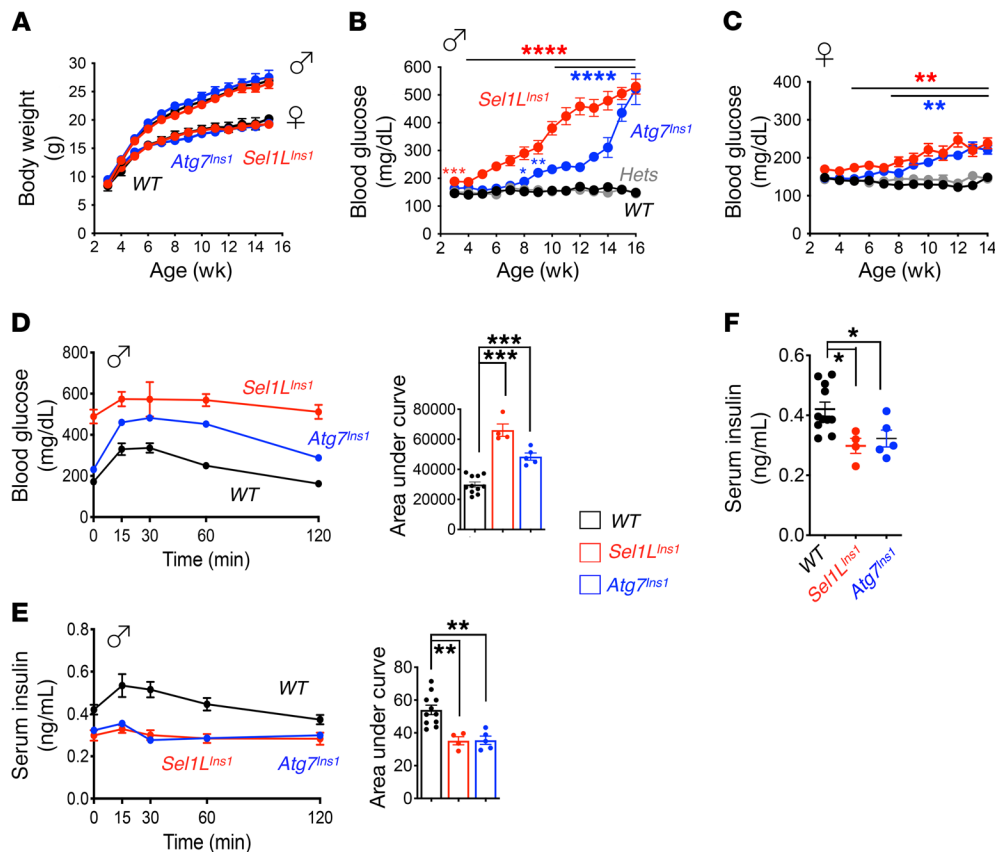 A
30
25
20
15
10
5
0
Body weight
(g)
♂
♀
Atg7Ins1
Sel1LIns1
WT
2 4 6 8 10 12 14 16
Age (wk)
B
♂
****
****
600
500
400
300
200
100
0
Blood glucose
(mg/dL)
Sel1LIns1
Atg7Ins1
***
*
**
Hets
WT
2 4 6 8 10 12 14 16
Age (wk)
C
♀
**
**
400
300
200
100
0
Blood glucose
(mg/dL)
2 4 6 8 10 12 14
Age (wk)
D
♂
800
600
400
200
0
Blood glucose
(mg/dL)
Sel1LIns1
Atg7Ins1
WT
0 15 30 60 120
Time (min)
***
***
80000
60000
40000
20000
0
Area under curve
WT
Sel1LIns1
Atg7Ins1
F
*
*
0.6
0.4
0.2
0.0
Serum insulin
(ng/mL)
WT
Sel1LIns1
Atg7Ins1
E
♂
0.8
0.6
0.4
0.2
0.0
Serum insulin
(ng/mL)
WT
Sel1LIns1
Atg7Ins1
0 15 30 60 120
Time (min)
**
**
80
60
40
20
0
Area under curve